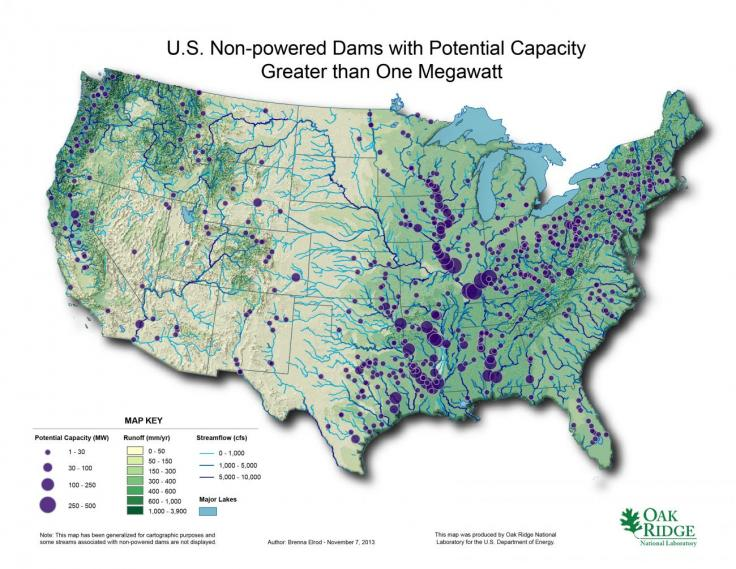 U.S. Non-powered Dams with Potential Capacity
Greater than One Megawatt
MAP KEY
Potential Capacity (MW)
1 - 30
30 - 100
100 - 250
250 - 500
Runoff (mm/yr)
0 - 50
50 - 150
150 - 300
300 - 400
400 - 600
600 - 1,000
1,000 - 3,900
Streamflow (cfs)
0 - 1,000
1,000 - 5,000
5,000 - 10,000
Major Lakes
Note: This map has been generalized for cartographic purposes and
some streams associated with non-powered dams are not displayed.
Author: Brenna Elrod - November 7, 2013
This map was produced by Oak Ridge National
Laboratory for the U.S. Department of Energy.
OAK
RIDGE
National Laboratory